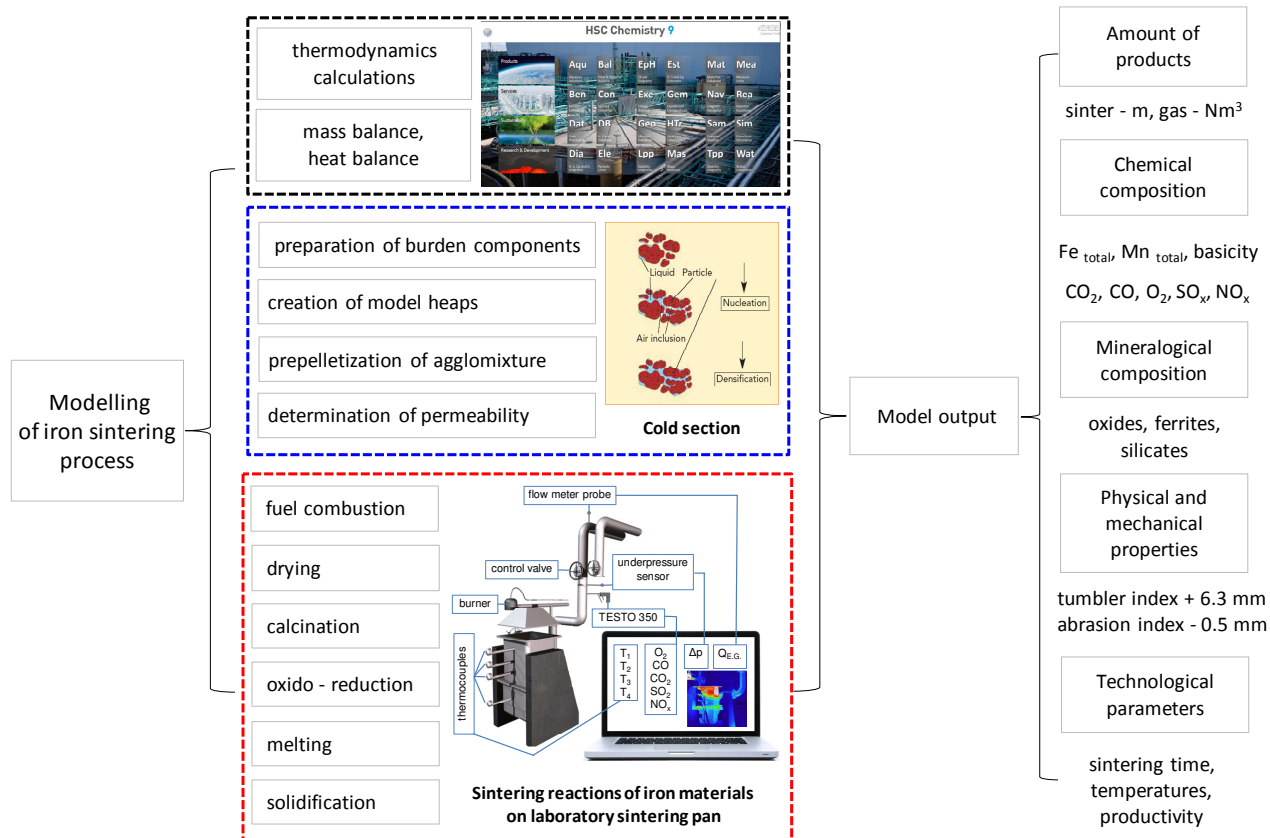 Modelling
of iron sintering
process
thermodynamics
calculations
mass balance,
heat balance
HSC Chemistry 9
Products
Services
Sustainability
Research & Development
Aqu Bal EpH Est Mat Mea
Ben Con Exe Gem Nav Rea
Dat DB Geo HTr Sam Sim
Dia Ele Lpp Mas Tpp Wat
preparation of burden components
creation of model heaps
prepelletization of agglomixture
determination of permeability
Liquid Particle
Nucleation
Air inclusion
Densification
Cold section
fuel combustion
drying
calcination
oxido - reduction
melting
solidification
flow meter probe
control valve
underpressure
sensor
burner
TESTO 350
thermocouples
T1
T2
T3
T4
O2
CO
CO2
SO2
NOx
Δp
QE.G.
Sintering reactions of iron materials
on laboratory sintering pan
Model output
Amount of
products
sinter - m, gas - Nm³
Chemical
composition
Fe total, Mn total, basicity
CO2, CO, O2, SOx, NOx
Mineralogical
composition
oxides, ferrites,
silicates
Physical and
mechanical
properties
tumbler index + 6.3 mm
abrasion index - 0.5 mm
Technological
parameters
sintering time,
temperatures,
productivity